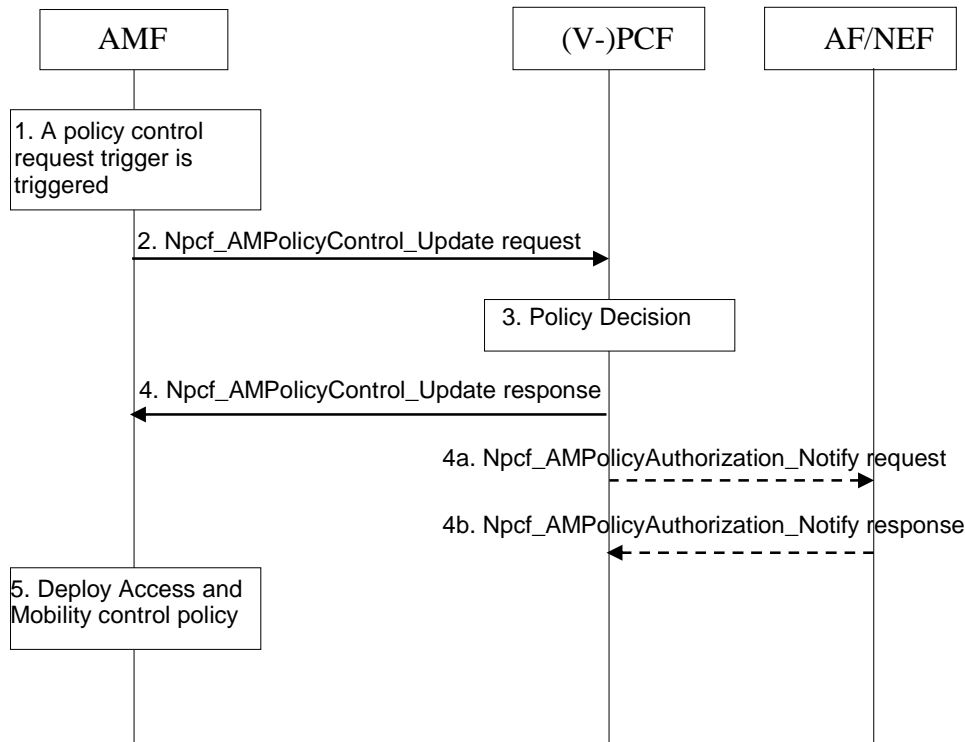 AMF
(V-)PCF
AF/NEF
1. A policy control
request trigger is
triggered
2. Npcf_AMPolicyControl_Update request
3. Policy Decision
4. Npcf_AMPolicyControl_Update response
4a. Npcf_AMPolicyAuthorization_Notify request
4b. Npcf_AMPolicyAuthorization_Notify response
5. Deploy Access and
Mobility control policy